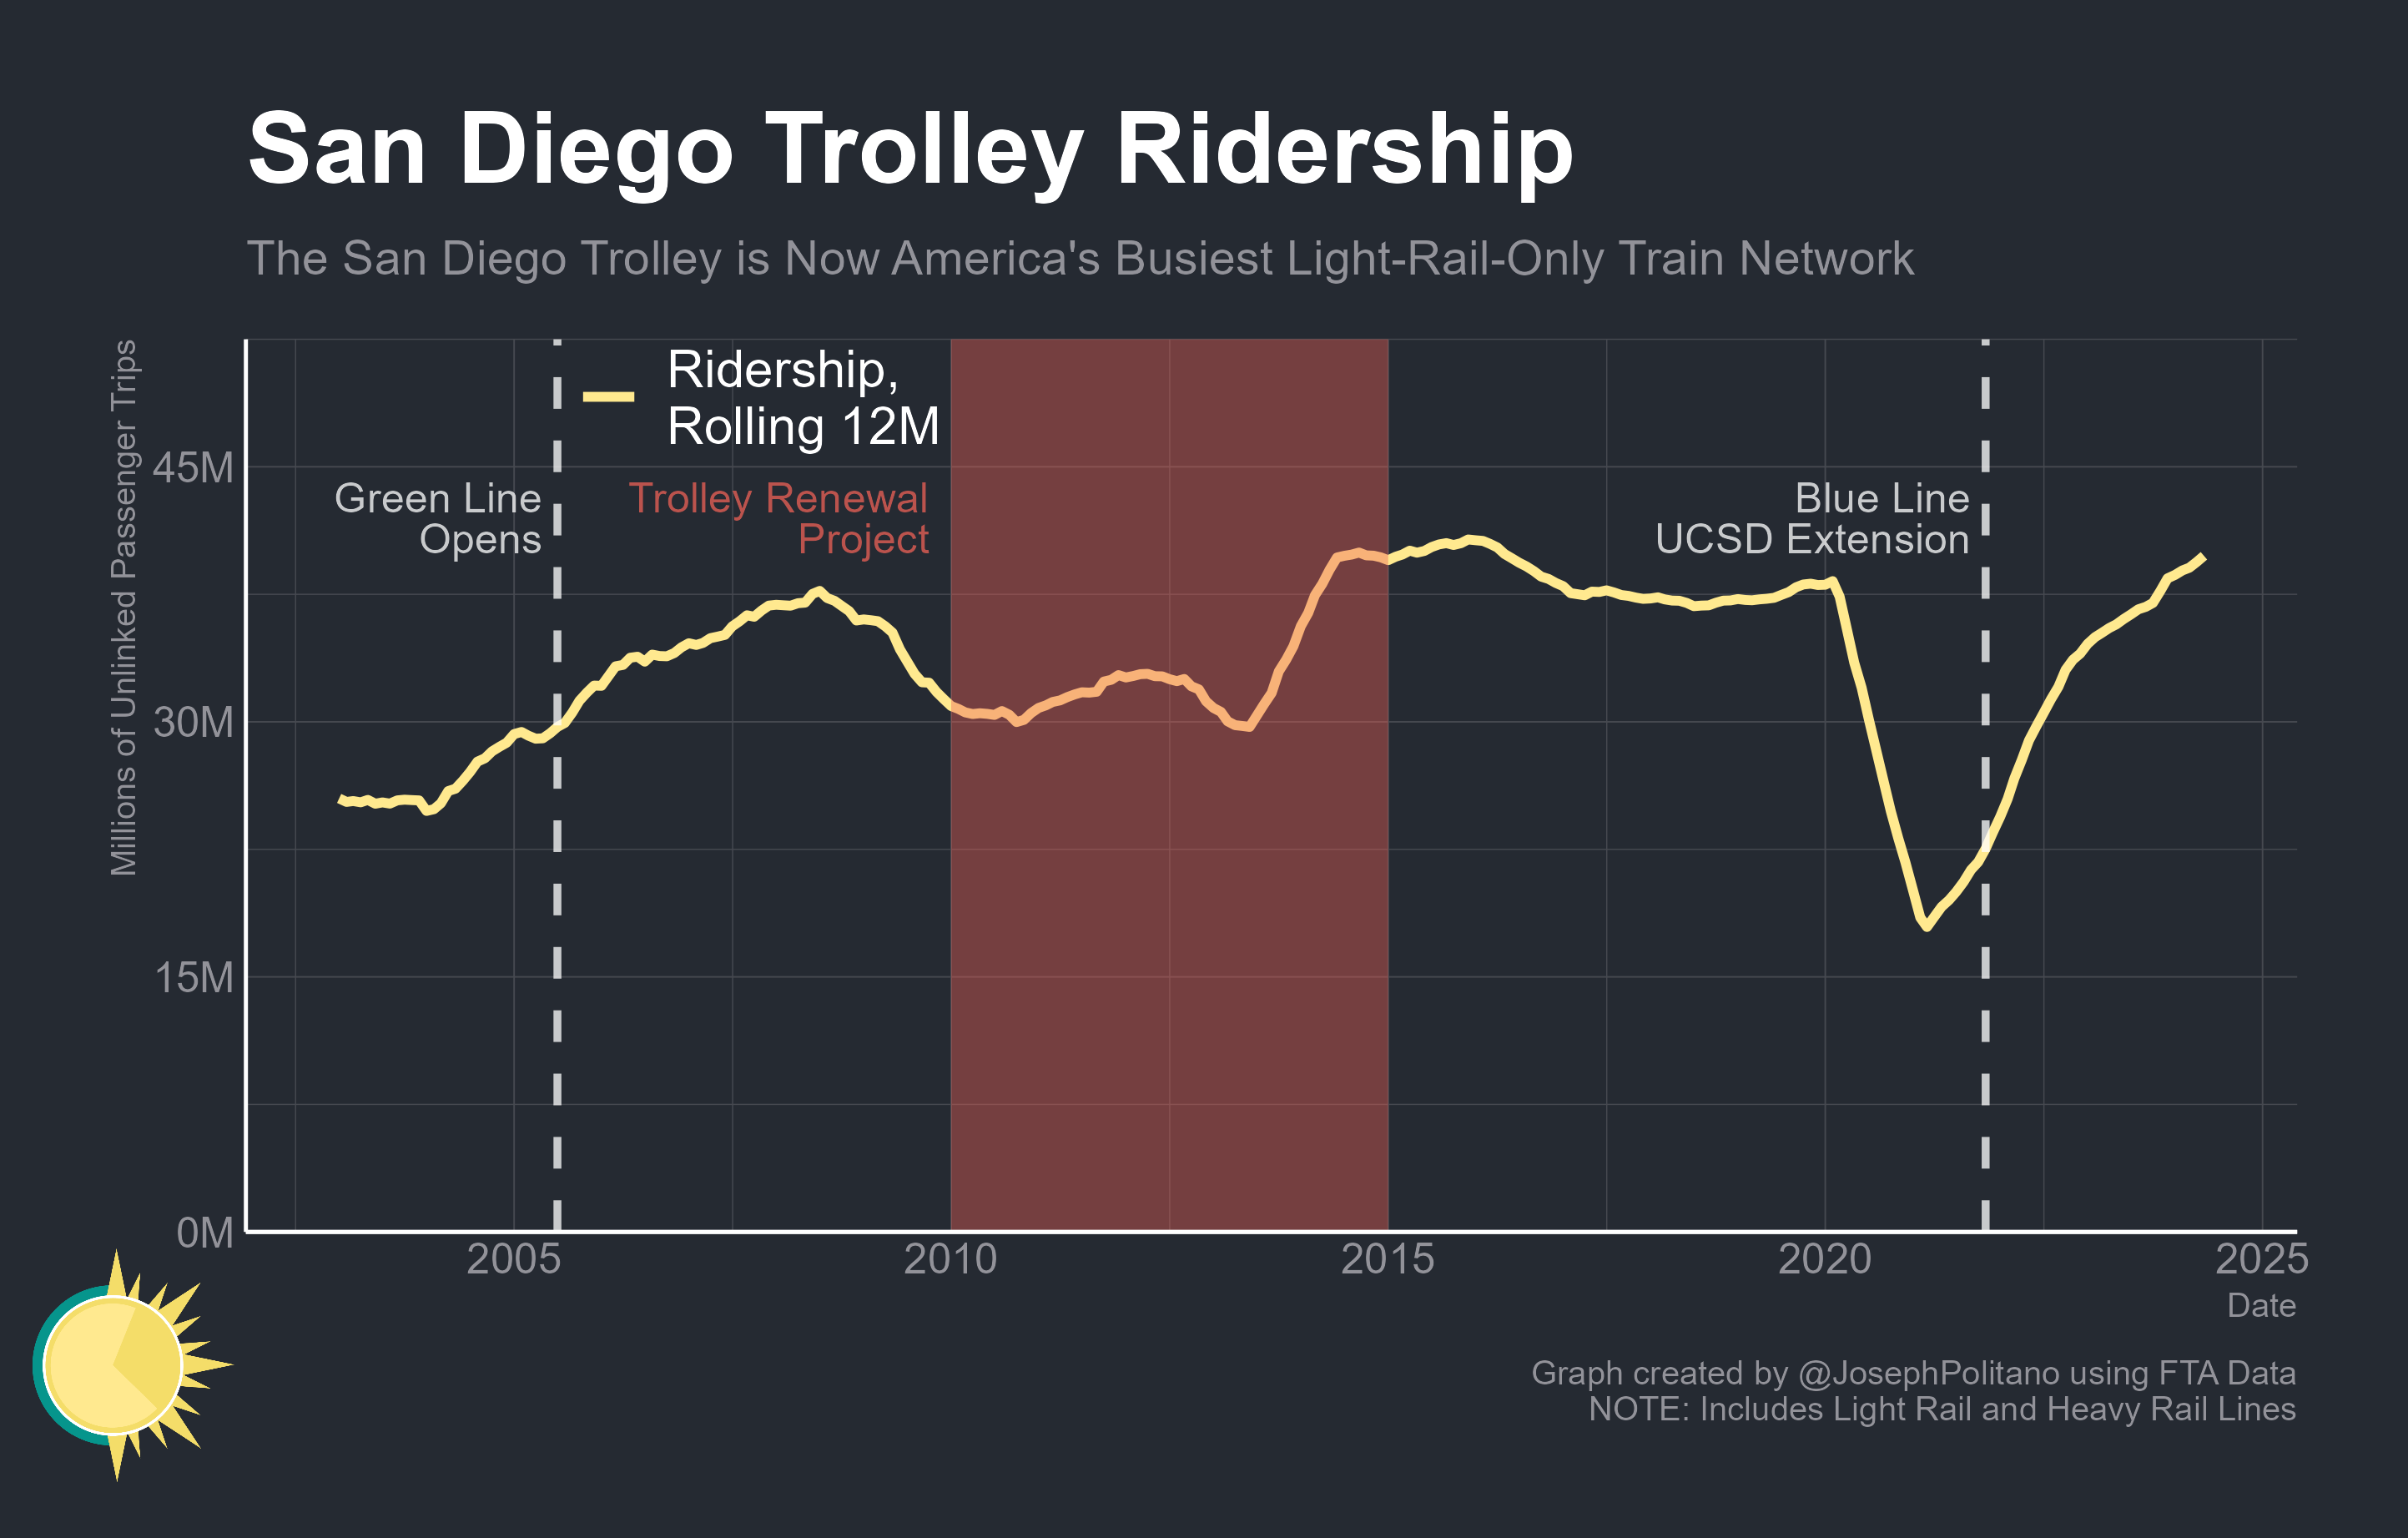 San Diego Trolley Ridership
The San Diego Trolley is Now America's Busiest Light-Rail-Only Train Network
Millions of Unlinked Passenger Trips
Ridership,
Rolling 12M
45M
Green Line
Opens
Trolley Renewal
Project
Blue Line
UCSD Extension
30M
15M
0M
2005
2010
2015
2020
2025
Date
Graph created by @JosephPolitano using FTA Data
NOTE: Includes Light Rail and Heavy Rail Lines